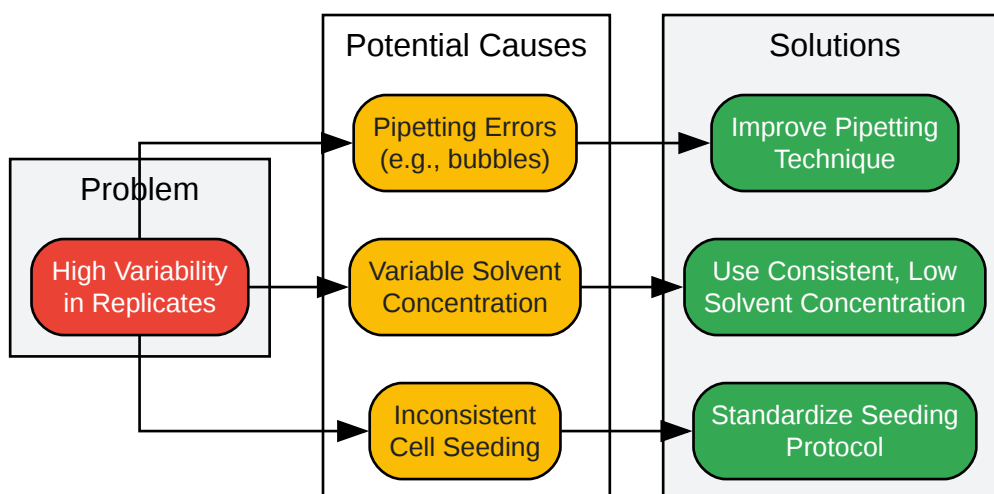 Potential Causes
Solutions
Pipetting Errors
(e.g., bubbles)
Improve Pipetting
Technique
Problem
High Variability
in Replicates
Variable Solvent
Concentration
Use Consistent, Low
Solvent Concentration
Inconsistent
Cell Seeding
Standardize Seeding
Protocol